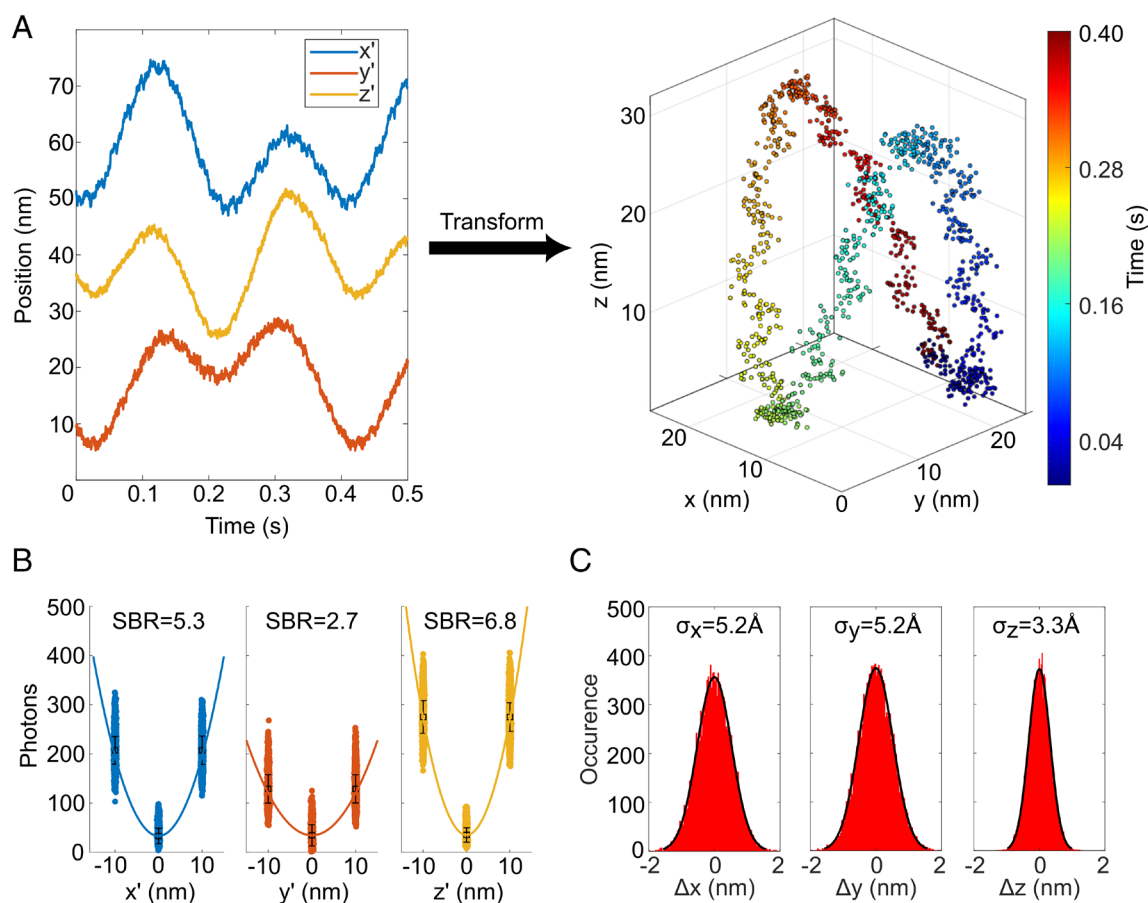 A
x'
y'
z'
70
60
50
40
30
20
10
0
0.1
0.2
0.3
0.4
0.5
Position (nm)
Time (s)
Transform
30
20
10
z (nm)
20
10
0
10
20
x (nm)
y (nm)
0.40
0.28
0.16
0.04
Time (s)
B
500
400
300
200
100
0
Photons
SBR=5.3
SBR=2.7
SBR=6.8
-10 0 10
-10 0 10
-10 0 10
x' (nm)
y' (nm)
z' (nm)
C
500
400
300
200
100
0
Occurence
σx=5.2Å
σy=5.2Å
σz=3.3Å
-2 0 2
-2 0 2
-2 0 2
Δx (nm)
Δy (nm)
Δz (nm)